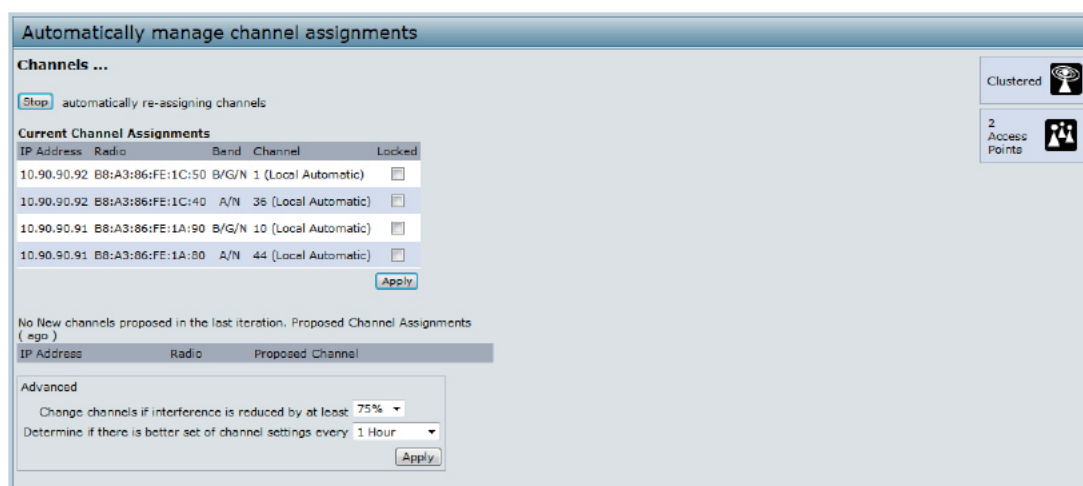 Automatically manage channel assignments
Channels ...
Stop automatically re-assigning channels
Current Channel Assignments
IP Address Radio Band Channel Locked
10.90.90.92 B8:A3:86:FE:1C:50 B/G/N 1 (Local Automatic)
10.90.90.92 B8:A3:86:FE:1C:40 A/N 36 (Local Automatic)
10.90.90.91 B8:A3:86:FE:1A:90 B/G/N 10 (Local Automatic)
10.90.90.91 B8:A3:86:FE:1A:80 A/N 44 (Local Automatic)
Apply
No New channels proposed in the last iteration. Proposed Channel Assignments
( ago )
IP Address Radio Proposed Channel
Advanced
Change channels if interference is reduced by at least 75%
Determine if there is better set of channel settings every 1 Hour
Apply
Clustered
2
Access
Points